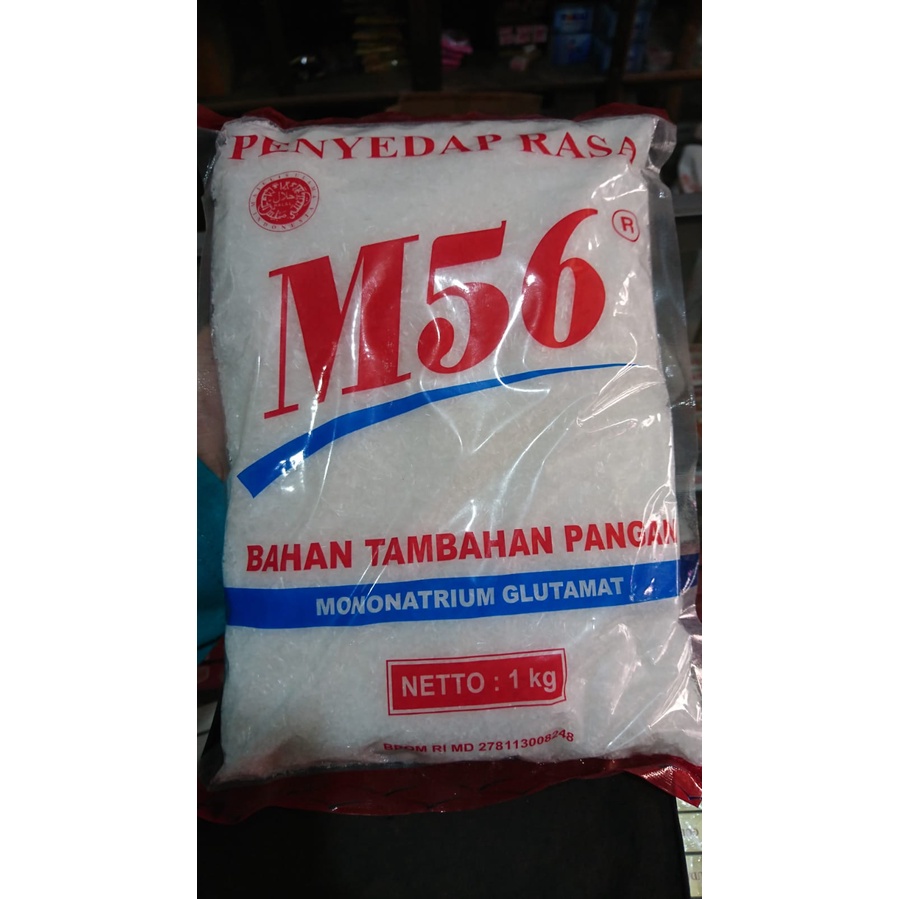 PENYEDAP RASA
M56 ®
BAHAN TAMBAHAN PANGAN
MONONATRIUM GLUTAMAT
NETTO : 1 kg
BPOM RI MD 278113008248